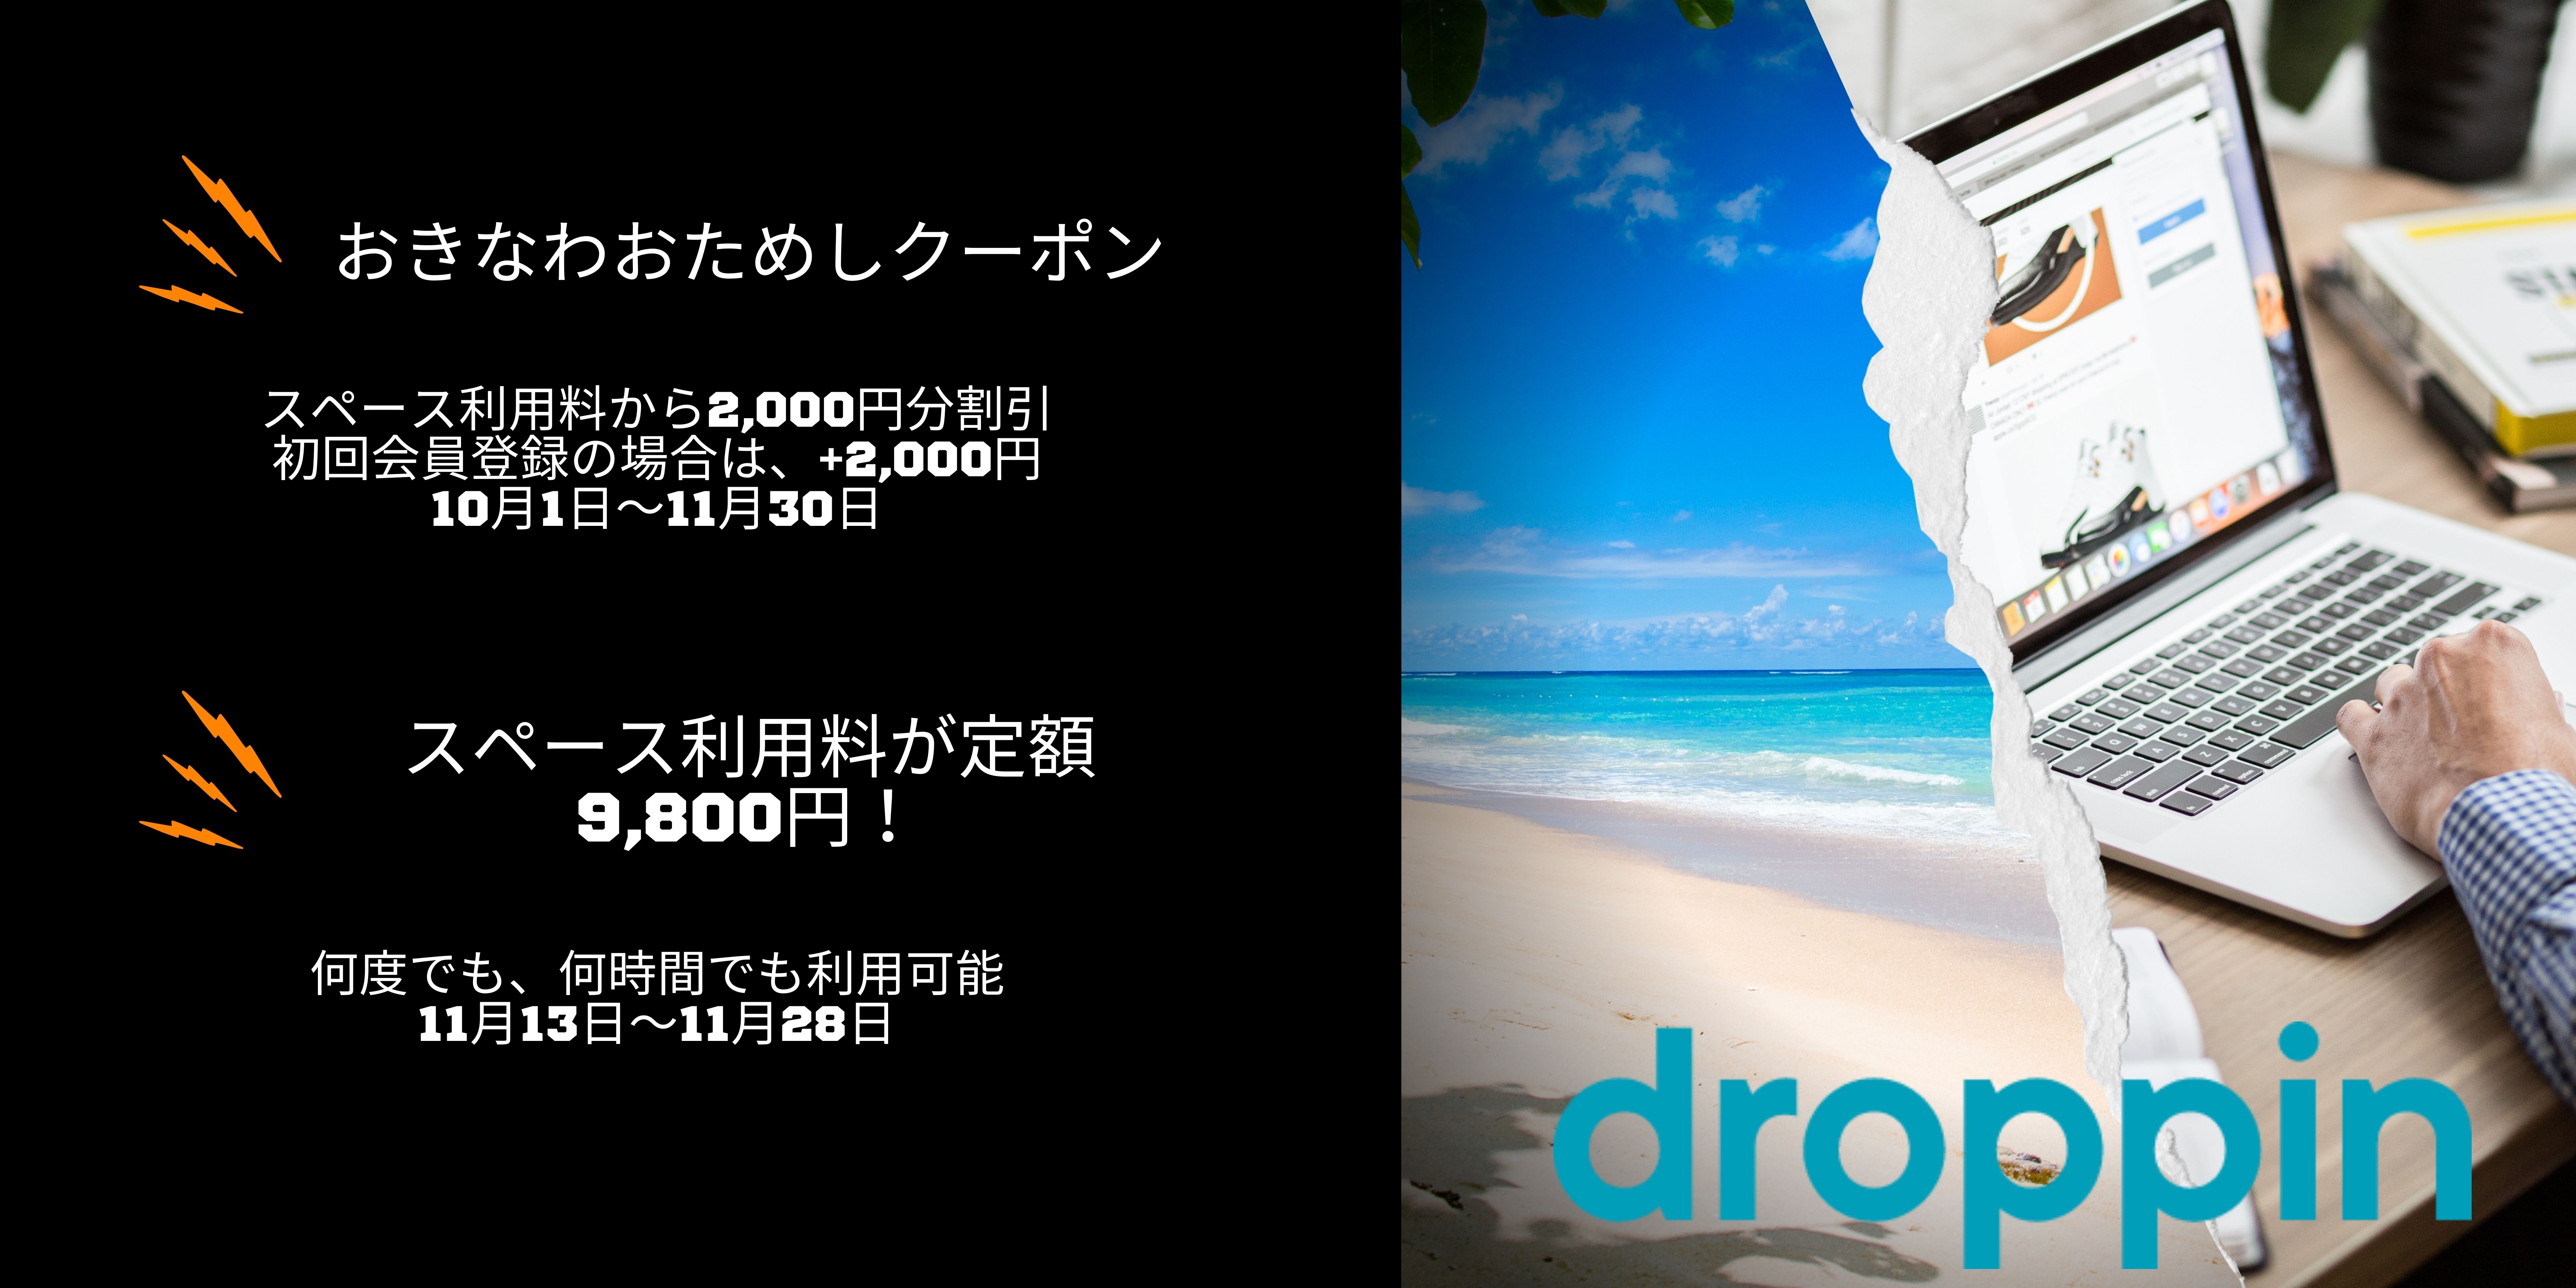 おきなわおためしクーポン
スペース利用料から2,000円分割引
初回会員登録の場合は、+2,000円
10月1日～11月30日
スペース利用料が定額
9,800円！
何度でも、何時間でも利用可能
11月13日～11月28日
droppin